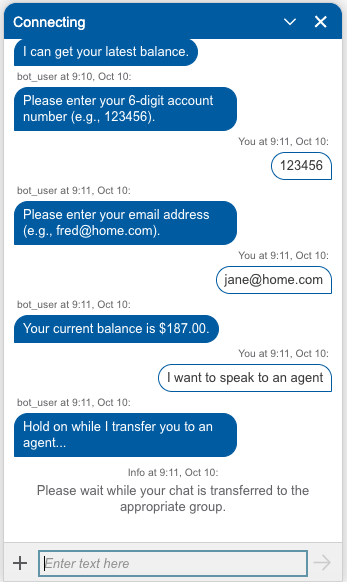 Connecting
I can get your latest balance.
bot_user at 9:10, Oct 10:
Please enter your 6-digit account
number (e.g., 123456).
You at 9:11, Oct 10:
123456
bot_user at 9:11, Oct 10:
Please enter your email address
(e.g., fred@home.com).
You at 9:11, Oct 10:
jane@home.com
bot_user at 9:11, Oct 10:
Your current balance is $187.00.
You at 9:11, Oct 10:
I want to speak to an agent
bot_user at 9:11, Oct 10:
Hold on while I transfer you to an
agent...
Info at 9:11, Oct 10:
Please wait while your chat is transferred to the
appropriate group.
Enter text here